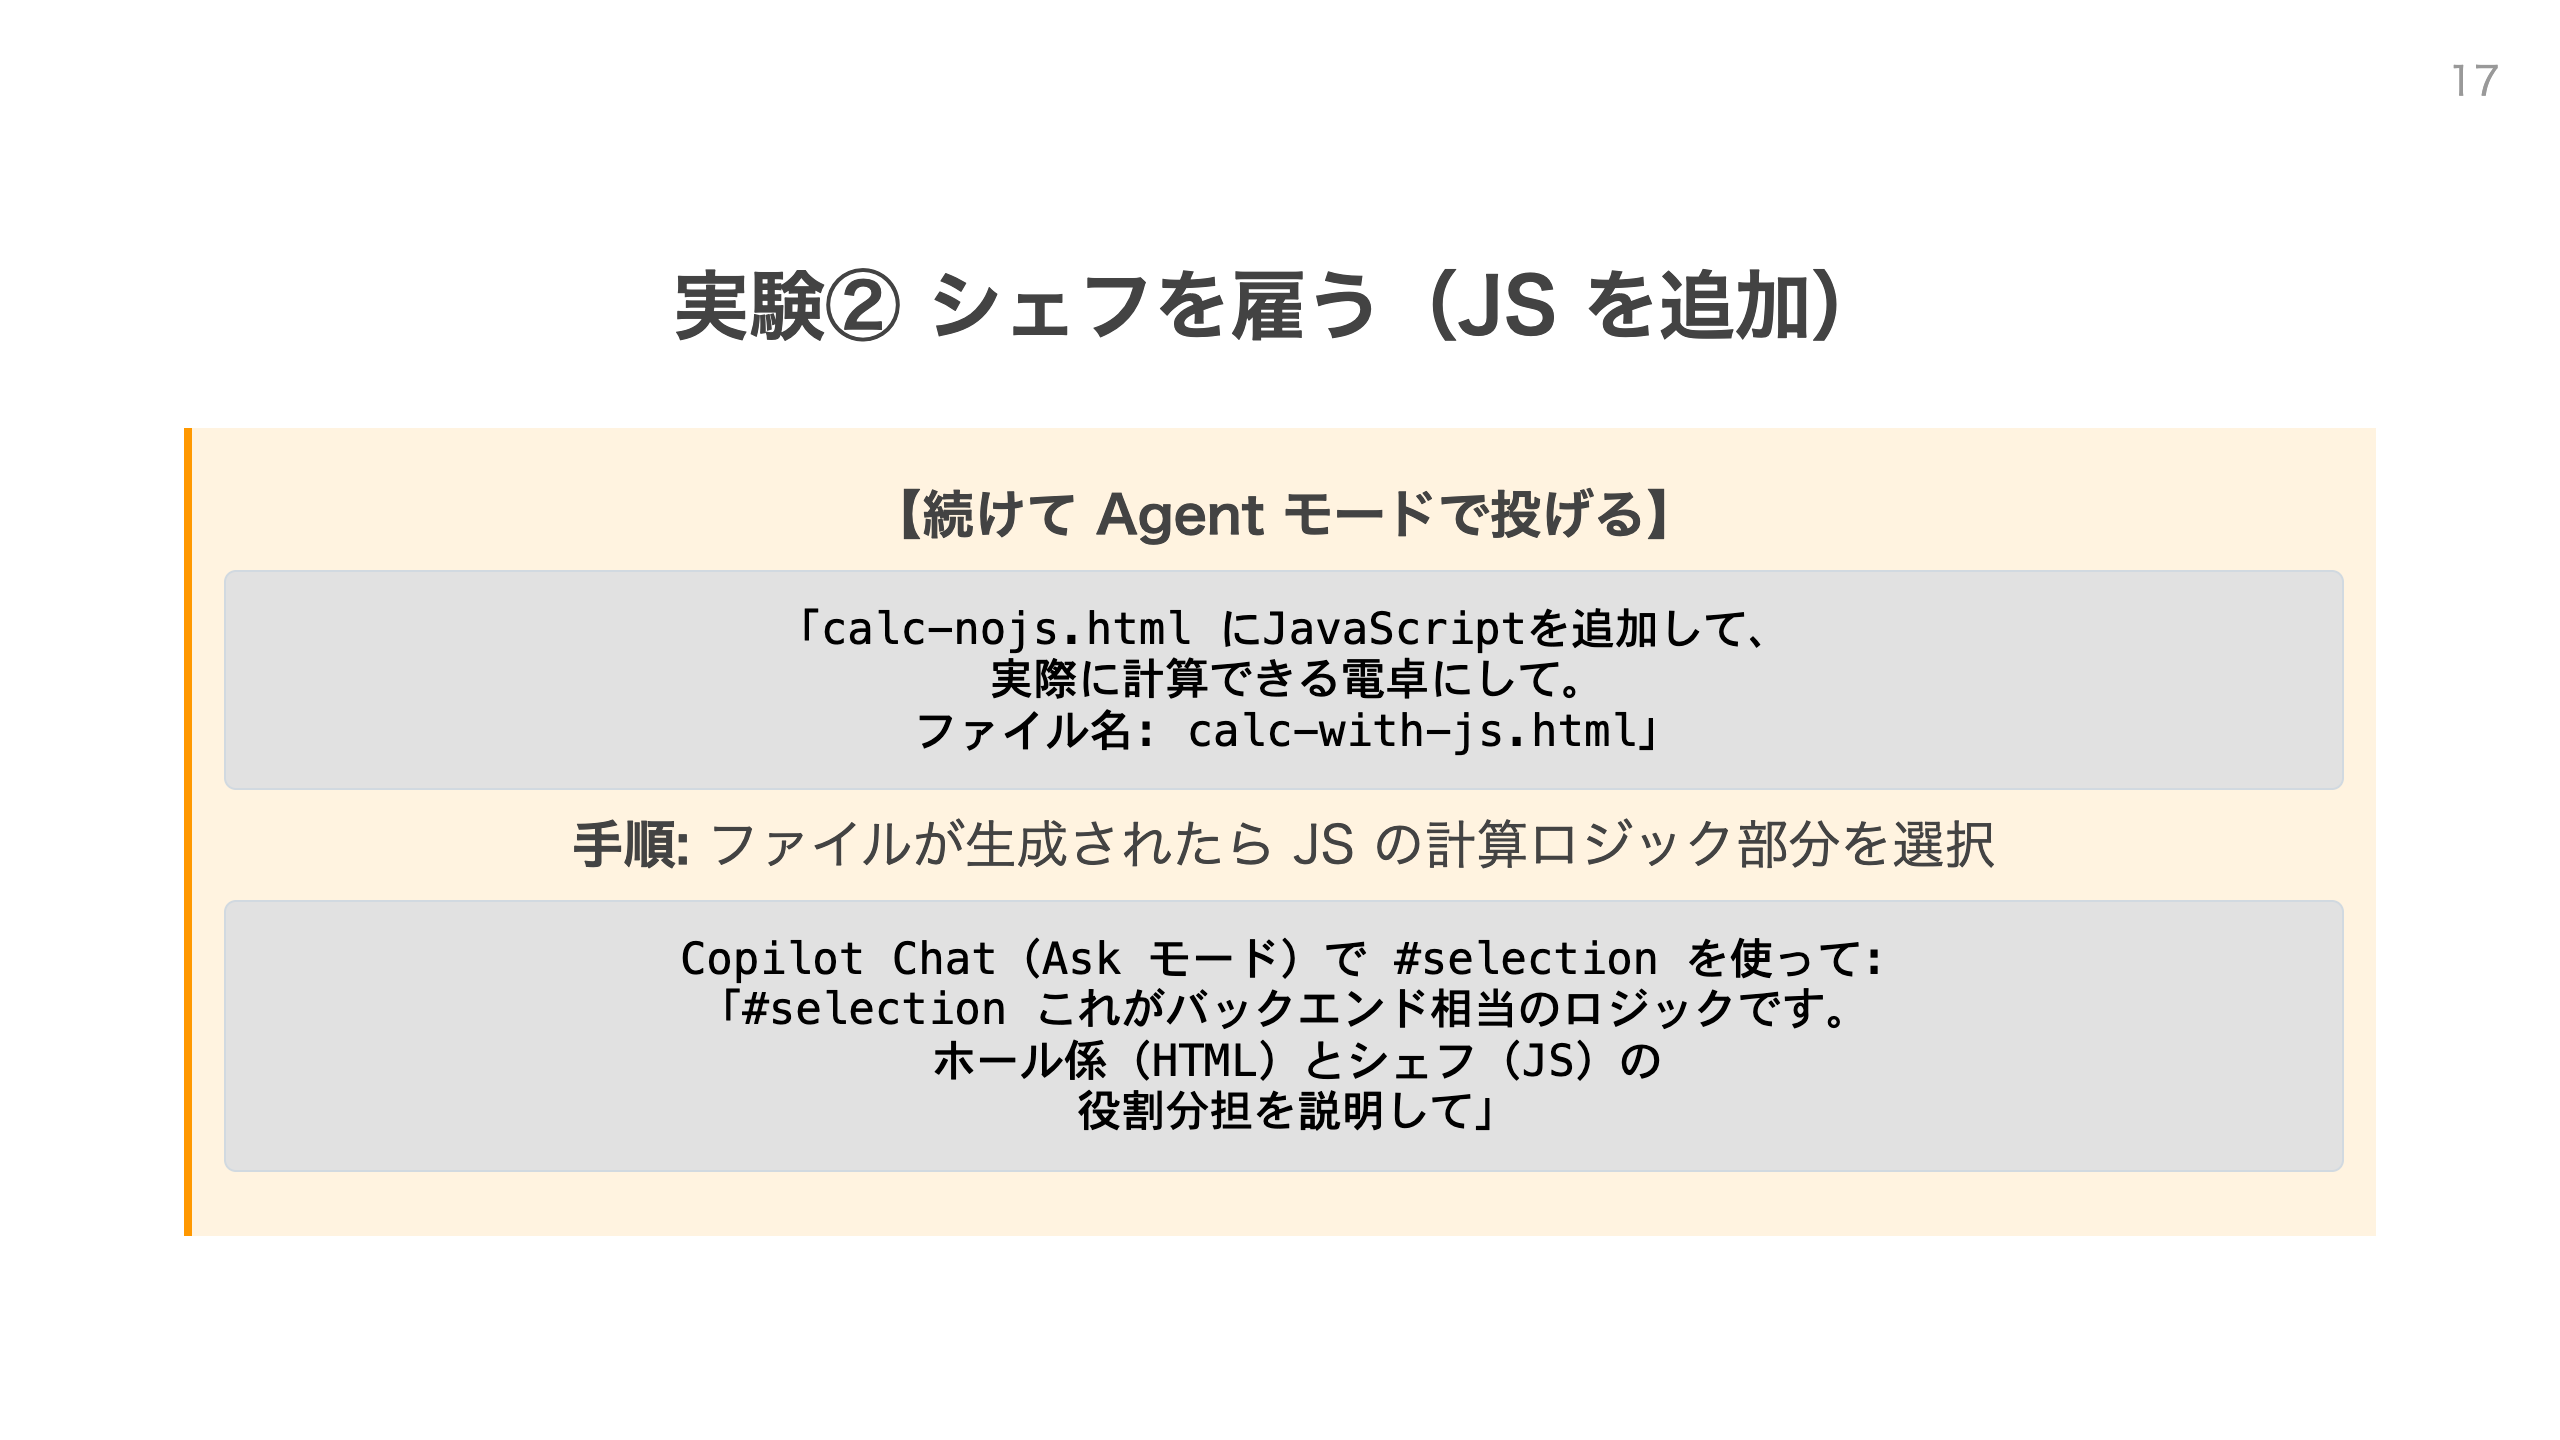 17
実験② シェフを雇う（JS を追加）
【続けて Agent モードで投げる】
「calc-nojs.html にJavaScriptを追加して、
実際に計算できる電卓にして。
ファイル名: calc-with-js.html」
手順: ファイルが生成されたら JS の計算ロジック部分を選択
Copilot Chat（Ask モード）で #selection を使って:
「#selection これがバックエンド相当のロジックです。
ホール係（HTML）とシェフ（JS）の
役割分担を説明して」